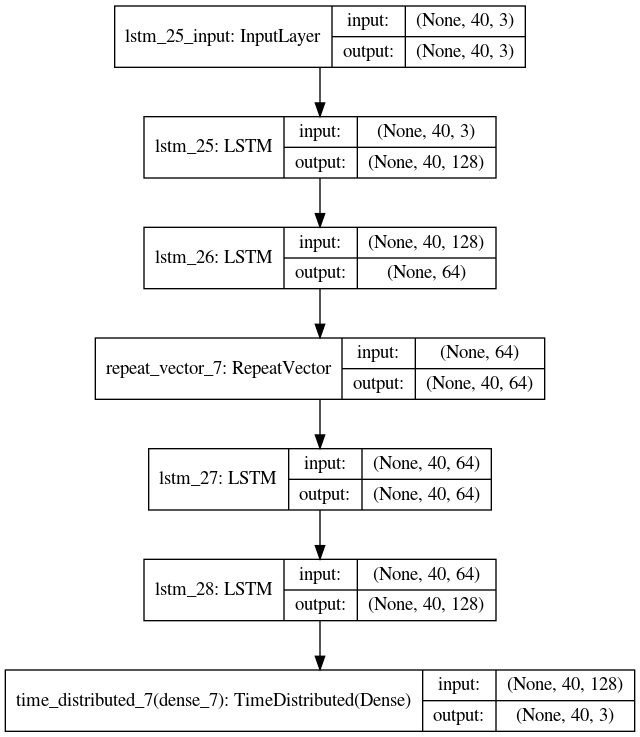 lstm_25_input: InputLayer
input:
(None, 40, 3)
output:
(None, 40, 3)
lstm_25: LSTM
input:
(None, 40, 3)
output:
(None, 40, 128)
lstm_26: LSTM
input:
(None, 40, 128)
output:
(None, 64)
repeat_vector_7: RepeatVector
input:
(None, 64)
output:
(None, 40, 64)
lstm_27: LSTM
input:
(None, 40, 64)
output:
(None, 40, 64)
lstm_28: LSTM
input:
(None, 40, 64)
output:
(None, 40, 128)
time_distributed_7(dense_7): TimeDistributed(Dense)
input:
(None, 40, 128)
output:
(None, 40, 3)